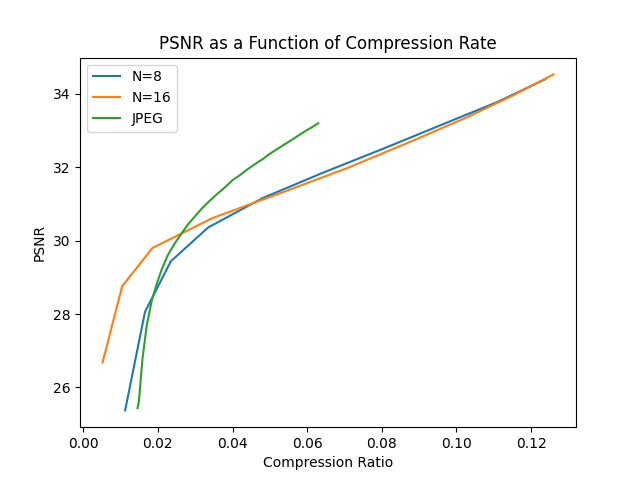 PSNR as a Function of Compression Rate
N=8
N=16
JPEG
34
32
30
28
26
PSNR
0.00 0.02 0.04 0.06 0.08 0.10 0.12
Compression Ratio